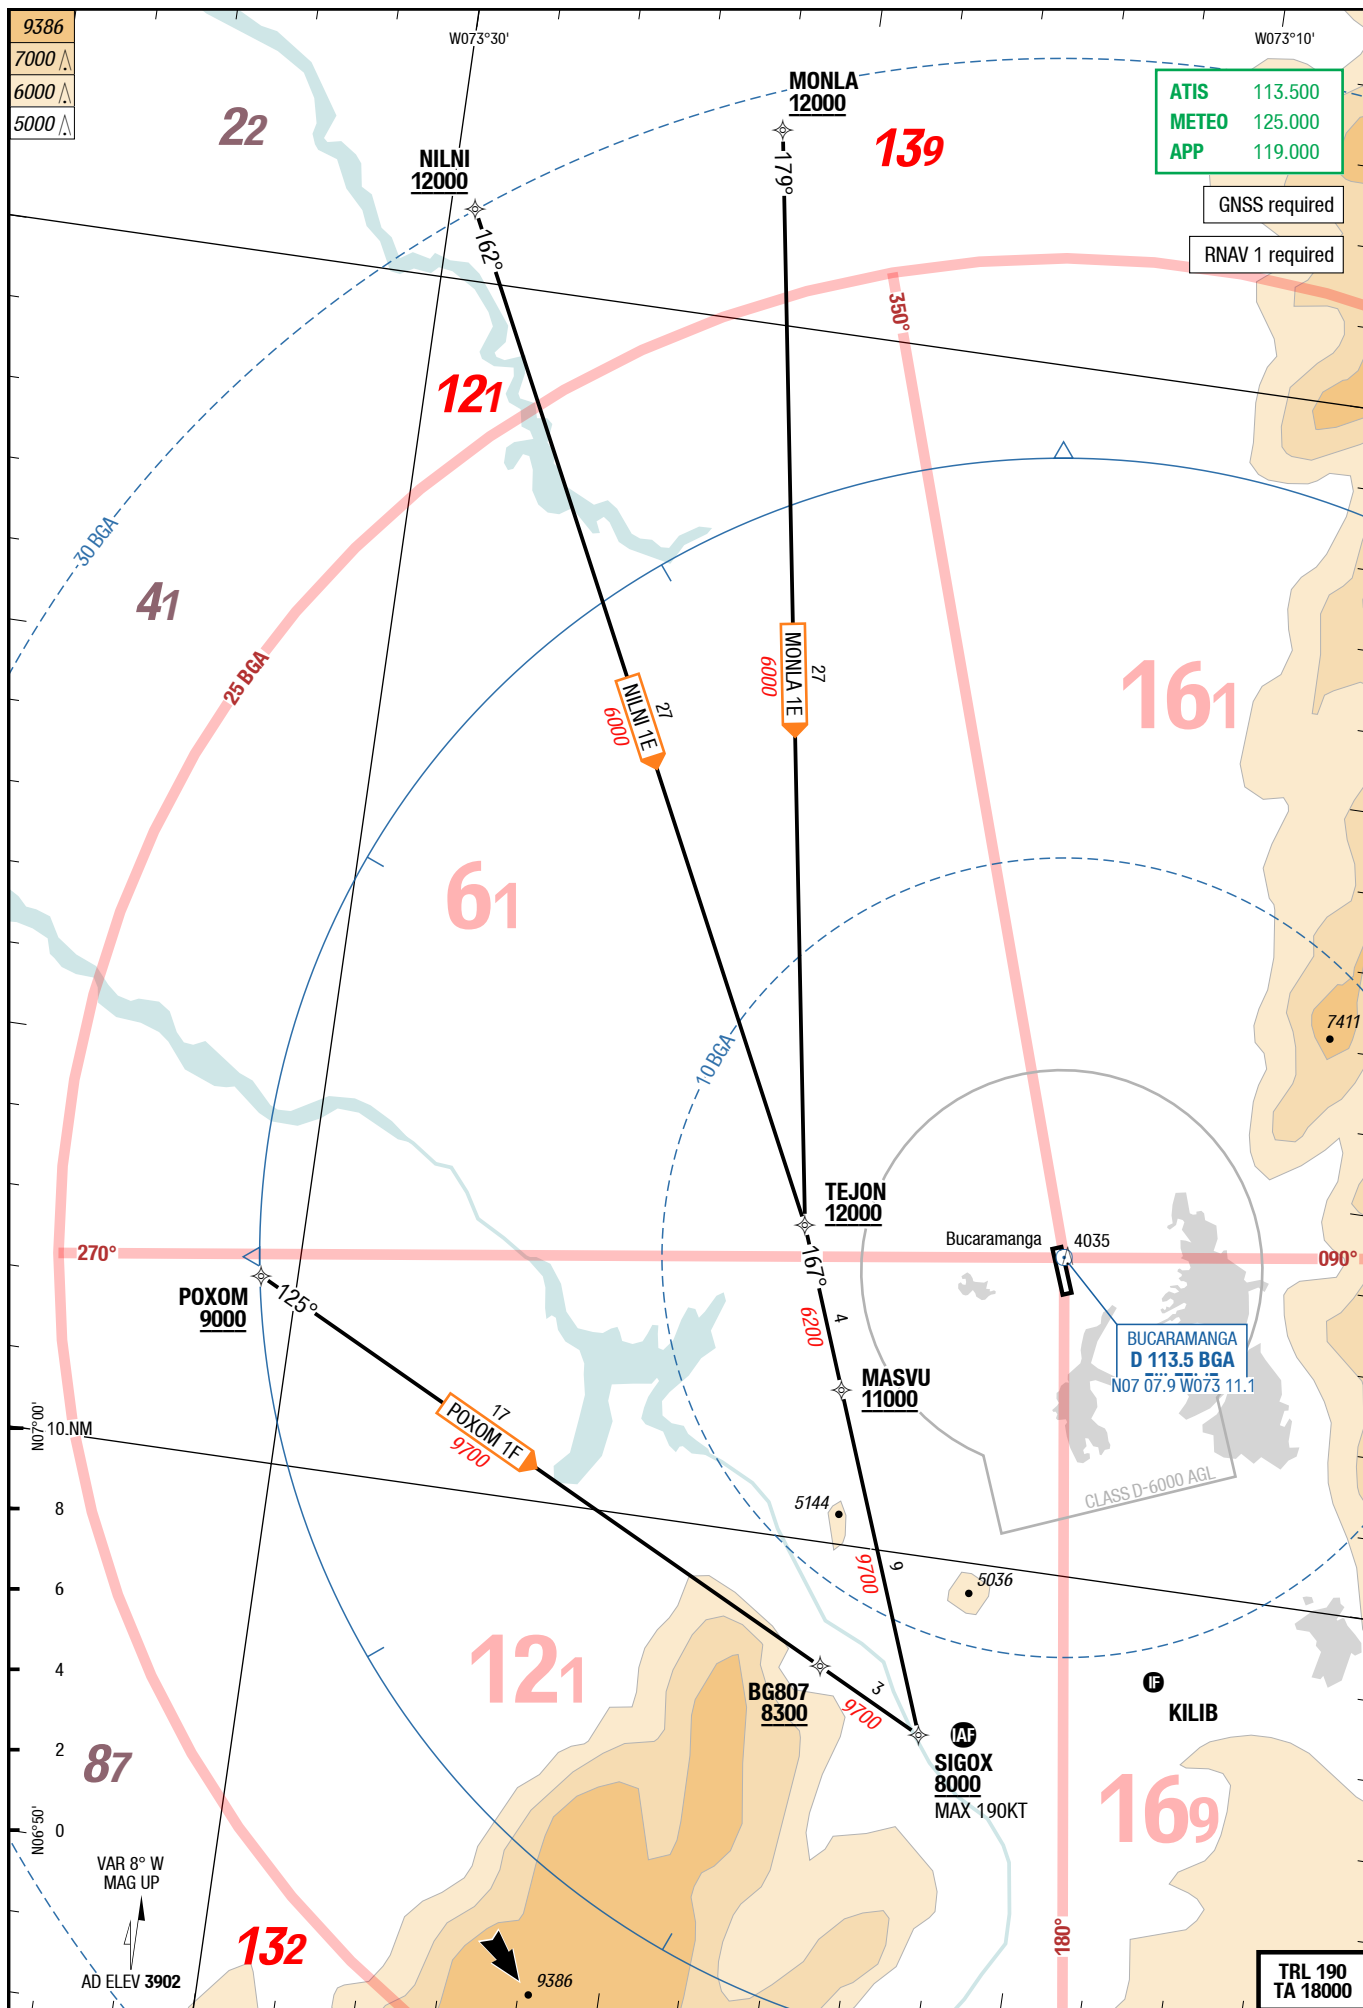 9386
7000
6000
5000
W073°30'
W073°10'
22
MONLA
12000
179°
139
ATIS 113.500
METEO 125.000
APP 119.000
GNSS required
RNAV 1 required
NILNI
12000
162°
350°
121
30 BGA
41
25 BGA
MONLA 1E
27
6000
NILNI 1E
27
6000
161
61
10 BGA
7411
TEJON
12000
167°
4
6200
Bucaramanga
4035
270°
090°
POXOM
9000
125°
BUCARAMANGA
D 113.5 BGA
N07 07.9 W073 11.1
MASVU
11000
17
POXOM 1F
9700
N07°00'
10 NM
8
6
4
2
0
N06°50'
CLASS D-6000 AGL
5144
9
9700
5036
121
BG807
8300
3
9700
IF
KILIB
IAF
SIGOX
8000
MAX 190KT
87
169
VAR 8° W
MAG UP
AD ELEV 3902
132
9386
180°
TRL 190
TA 18000